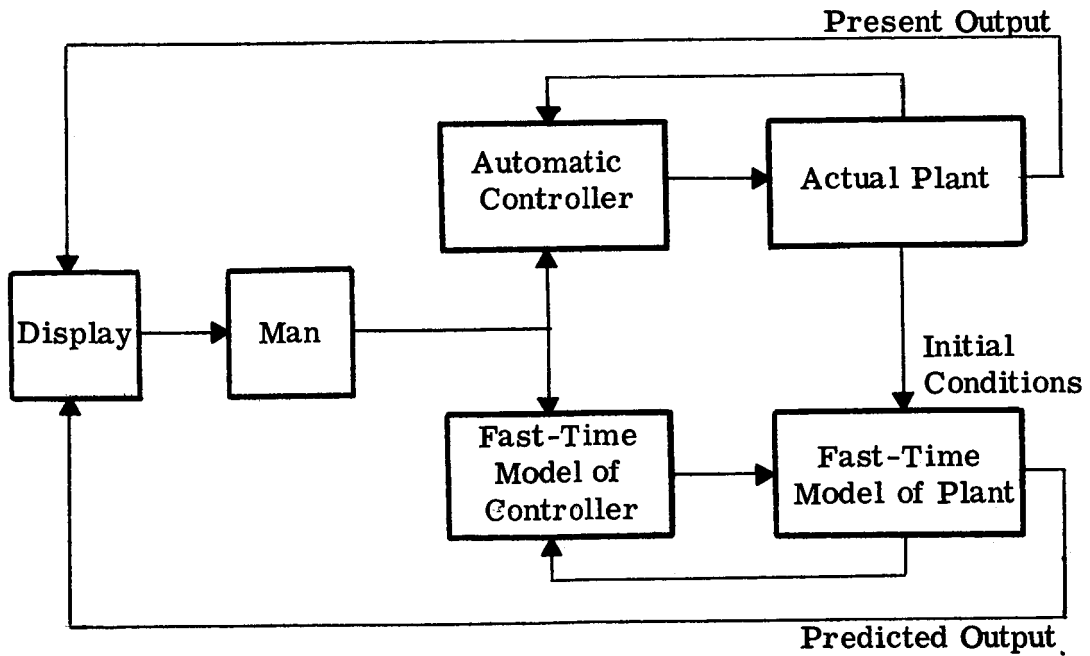 Present Output
Automatic
Controller
Actual Plant
Display
Man
Initial
Conditions
Fast-Time
Model of
Controller
Fast-Time
Model of Plant
Predicted Output